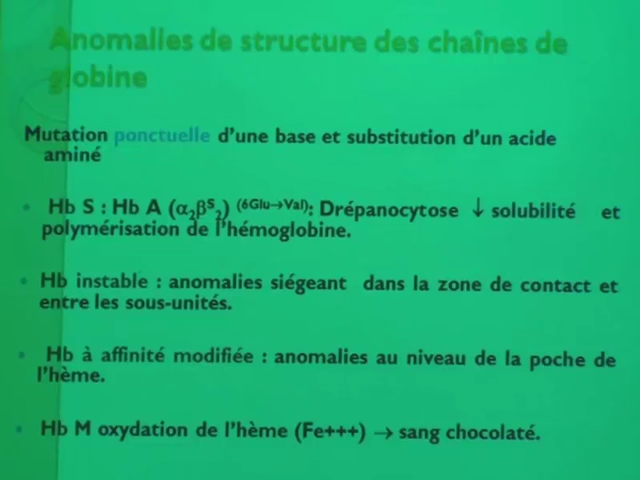 Anomalies de structure des chaînes de
globine
Mutation ponctuelle d'une base et substitution d'un acide
aminé
• Hb S : Hb A (α₂βˢ₂) ⁽⁶ᴳˡᵘ→ⱽᵃˡ⁾: Drépanocytose ↓ solubilité et
polymérisation de l'hémoglobine.
• Hb instable : anomalies siégeant dans la zone de contact et
entre les sous-unités.
• Hb à affinité modifiée : anomalies au niveau de la poche de
l'hème.
• Hb M oxydation de l'hème (Fe+++) → sang chocolaté.